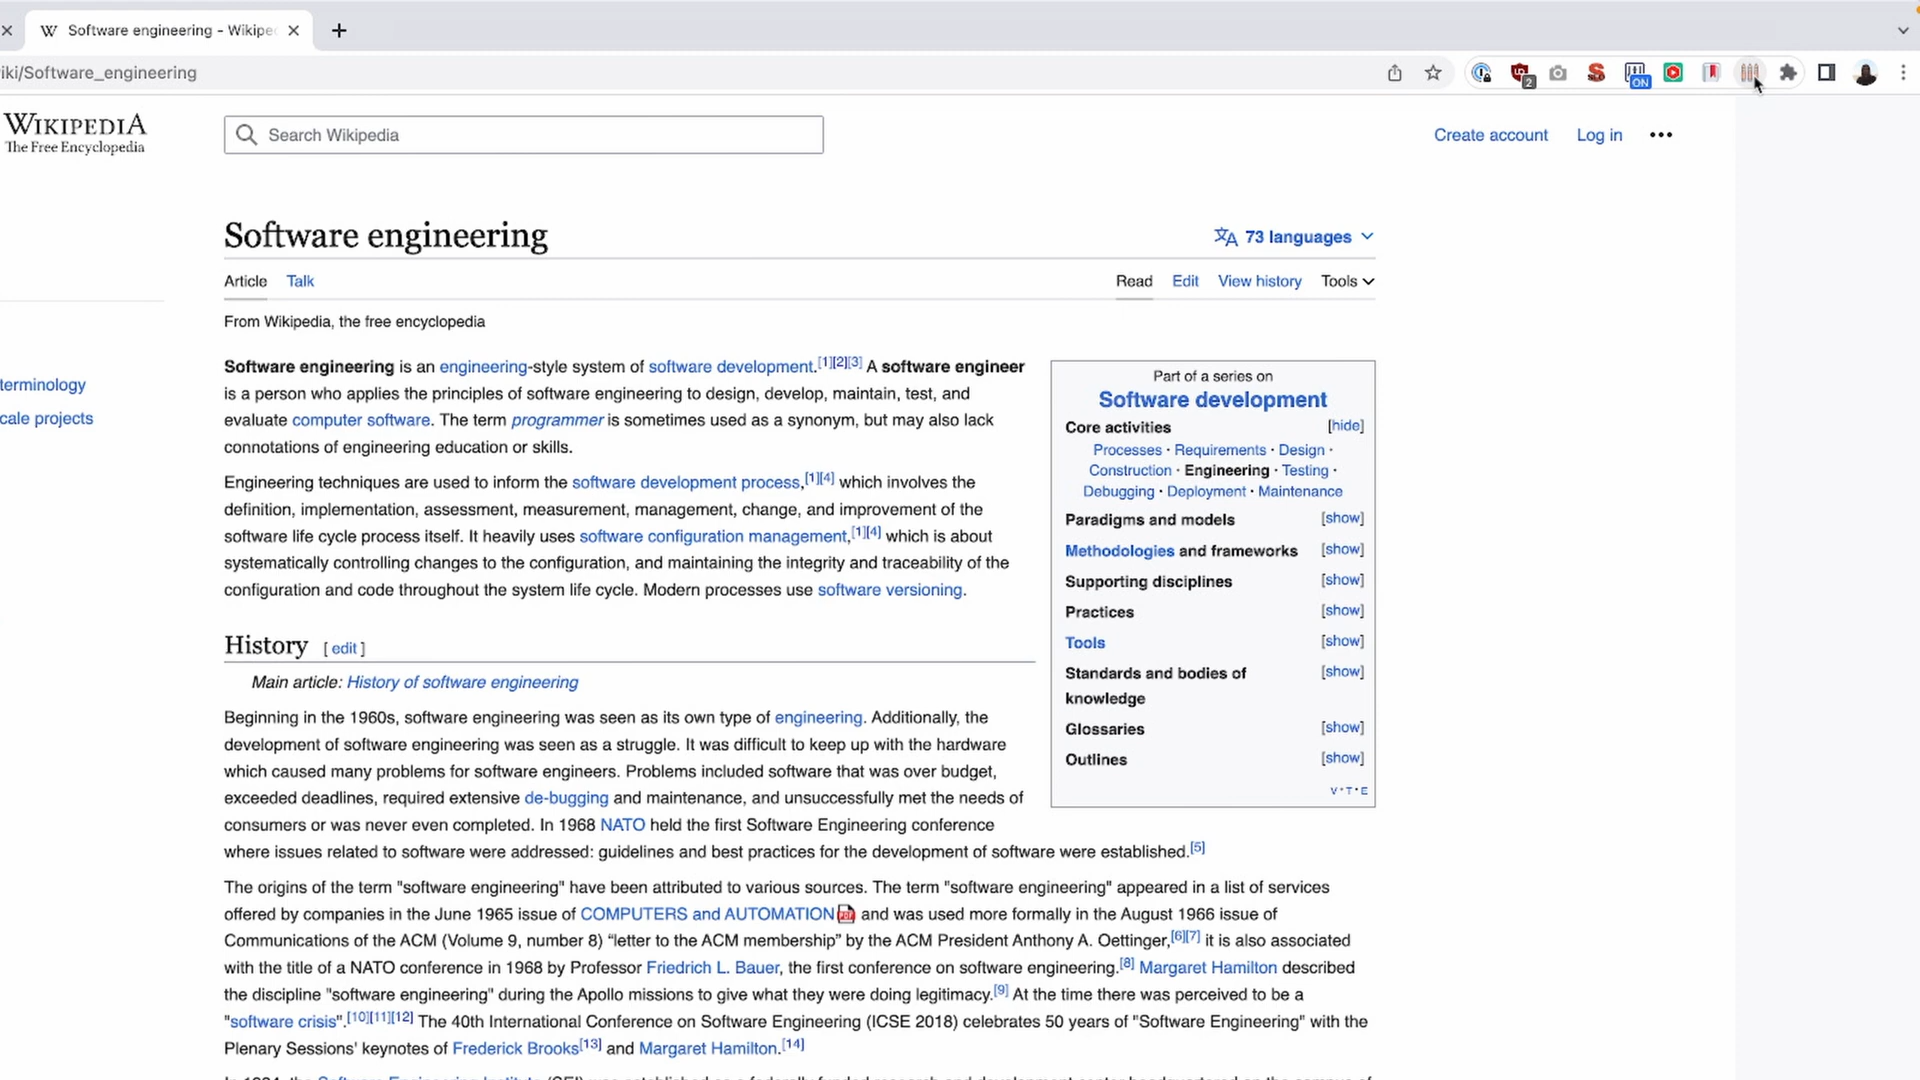 Software engineering - Wikipe
iki/Software_engineering
2
ON
WIKIPEDIA
The Free Encyclopedia
Search Wikipedia
Create account
Log in
Software engineering
73 languages
Article
Talk
Read
Edit
View history
Tools
From Wikipedia, the free encyclopedia
terminology
cale projects
Software engineering is an engineering-style system of software development.[1][2][3] A software engineer
is a person who applies the principles of software engineering to design, develop, maintain, test, and
evaluate computer software. The term programmer is sometimes used as a synonym, but may also lack
connotations of engineering education or skills.
Engineering techniques are used to inform the software development process,[1][4] which involves the
definition, implementation, assessment, measurement, management, change, and improvement of the
software life cycle process itself. It heavily uses software configuration management,[1][4] which is about
systematically controlling changes to the configuration, and maintaining the integrity and traceability of the
configuration and code throughout the system life cycle. Modern processes use software versioning.
Part of a series on
Software development
Core activities
[hide]
Processes · Requirements · Design ·
Construction · Engineering · Testing ·
Debugging · Deployment · Maintenance
Paradigms and models [show]
Methodologies and frameworks [show]
Supporting disciplines [show]
Practices [show]
Tools [show]
Standards and bodies of [show]
knowledge
Glossaries [show]
Outlines [show]
V·T·E
History [ edit ]
Main article: History of software engineering
Beginning in the 1960s, software engineering was seen as its own type of engineering. Additionally, the
development of software engineering was seen as a struggle. It was difficult to keep up with the hardware
which caused many problems for software engineers. Problems included software that was over budget,
exceeded deadlines, required extensive de-bugging and maintenance, and unsuccessfully met the needs of
consumers or was never even completed. In 1968 NATO held the first Software Engineering conference
where issues related to software were addressed: guidelines and best practices for the development of software were established.[5]
The origins of the term "software engineering" have been attributed to various sources. The term "software engineering" appeared in a list of services
offered by companies in the June 1965 issue of COMPUTERS and AUTOMATION and was used more formally in the August 1966 issue of
Communications of the ACM (Volume 9, number 8) “letter to the ACM membership” by the ACM President Anthony A. Oettinger,[6][7] it is also associated
with the title of a NATO conference in 1968 by Professor Friedrich L. Bauer, the first conference on software engineering.[8] Margaret Hamilton described
the discipline "software engineering" during the Apollo missions to give what they were doing legitimacy.[9] At the time there was perceived to be a
"software crisis".[10][11][12] The 40th International Conference on Software Engineering (ICSE 2018) celebrates 50 years of "Software Engineering" with the
Plenary Sessions' keynotes of Frederick Brooks[13] and Margaret Hamilton.[14]